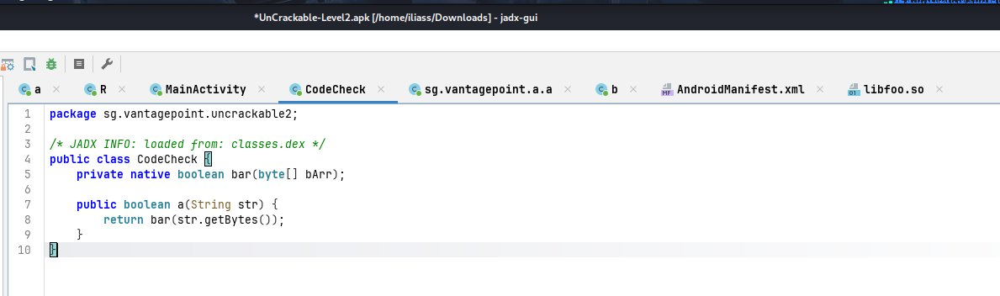 *UnCrackable-Level2.apk [/home/iliass/Downloads] - jadx-gui
a R MainActivity CodeCheck sg.vantagepoint.a.a b AndroidManifest.xml libfoo.so
1 package sg.vantagepoint.uncrackable2;
2
3 /* JADX INFO: loaded from: classes.dex */
4 public class CodeCheck {
5     private native boolean bar(byte[] bArr);
6
7     public boolean a(String str) {
8         return bar(str.getBytes());
9     }
10 }